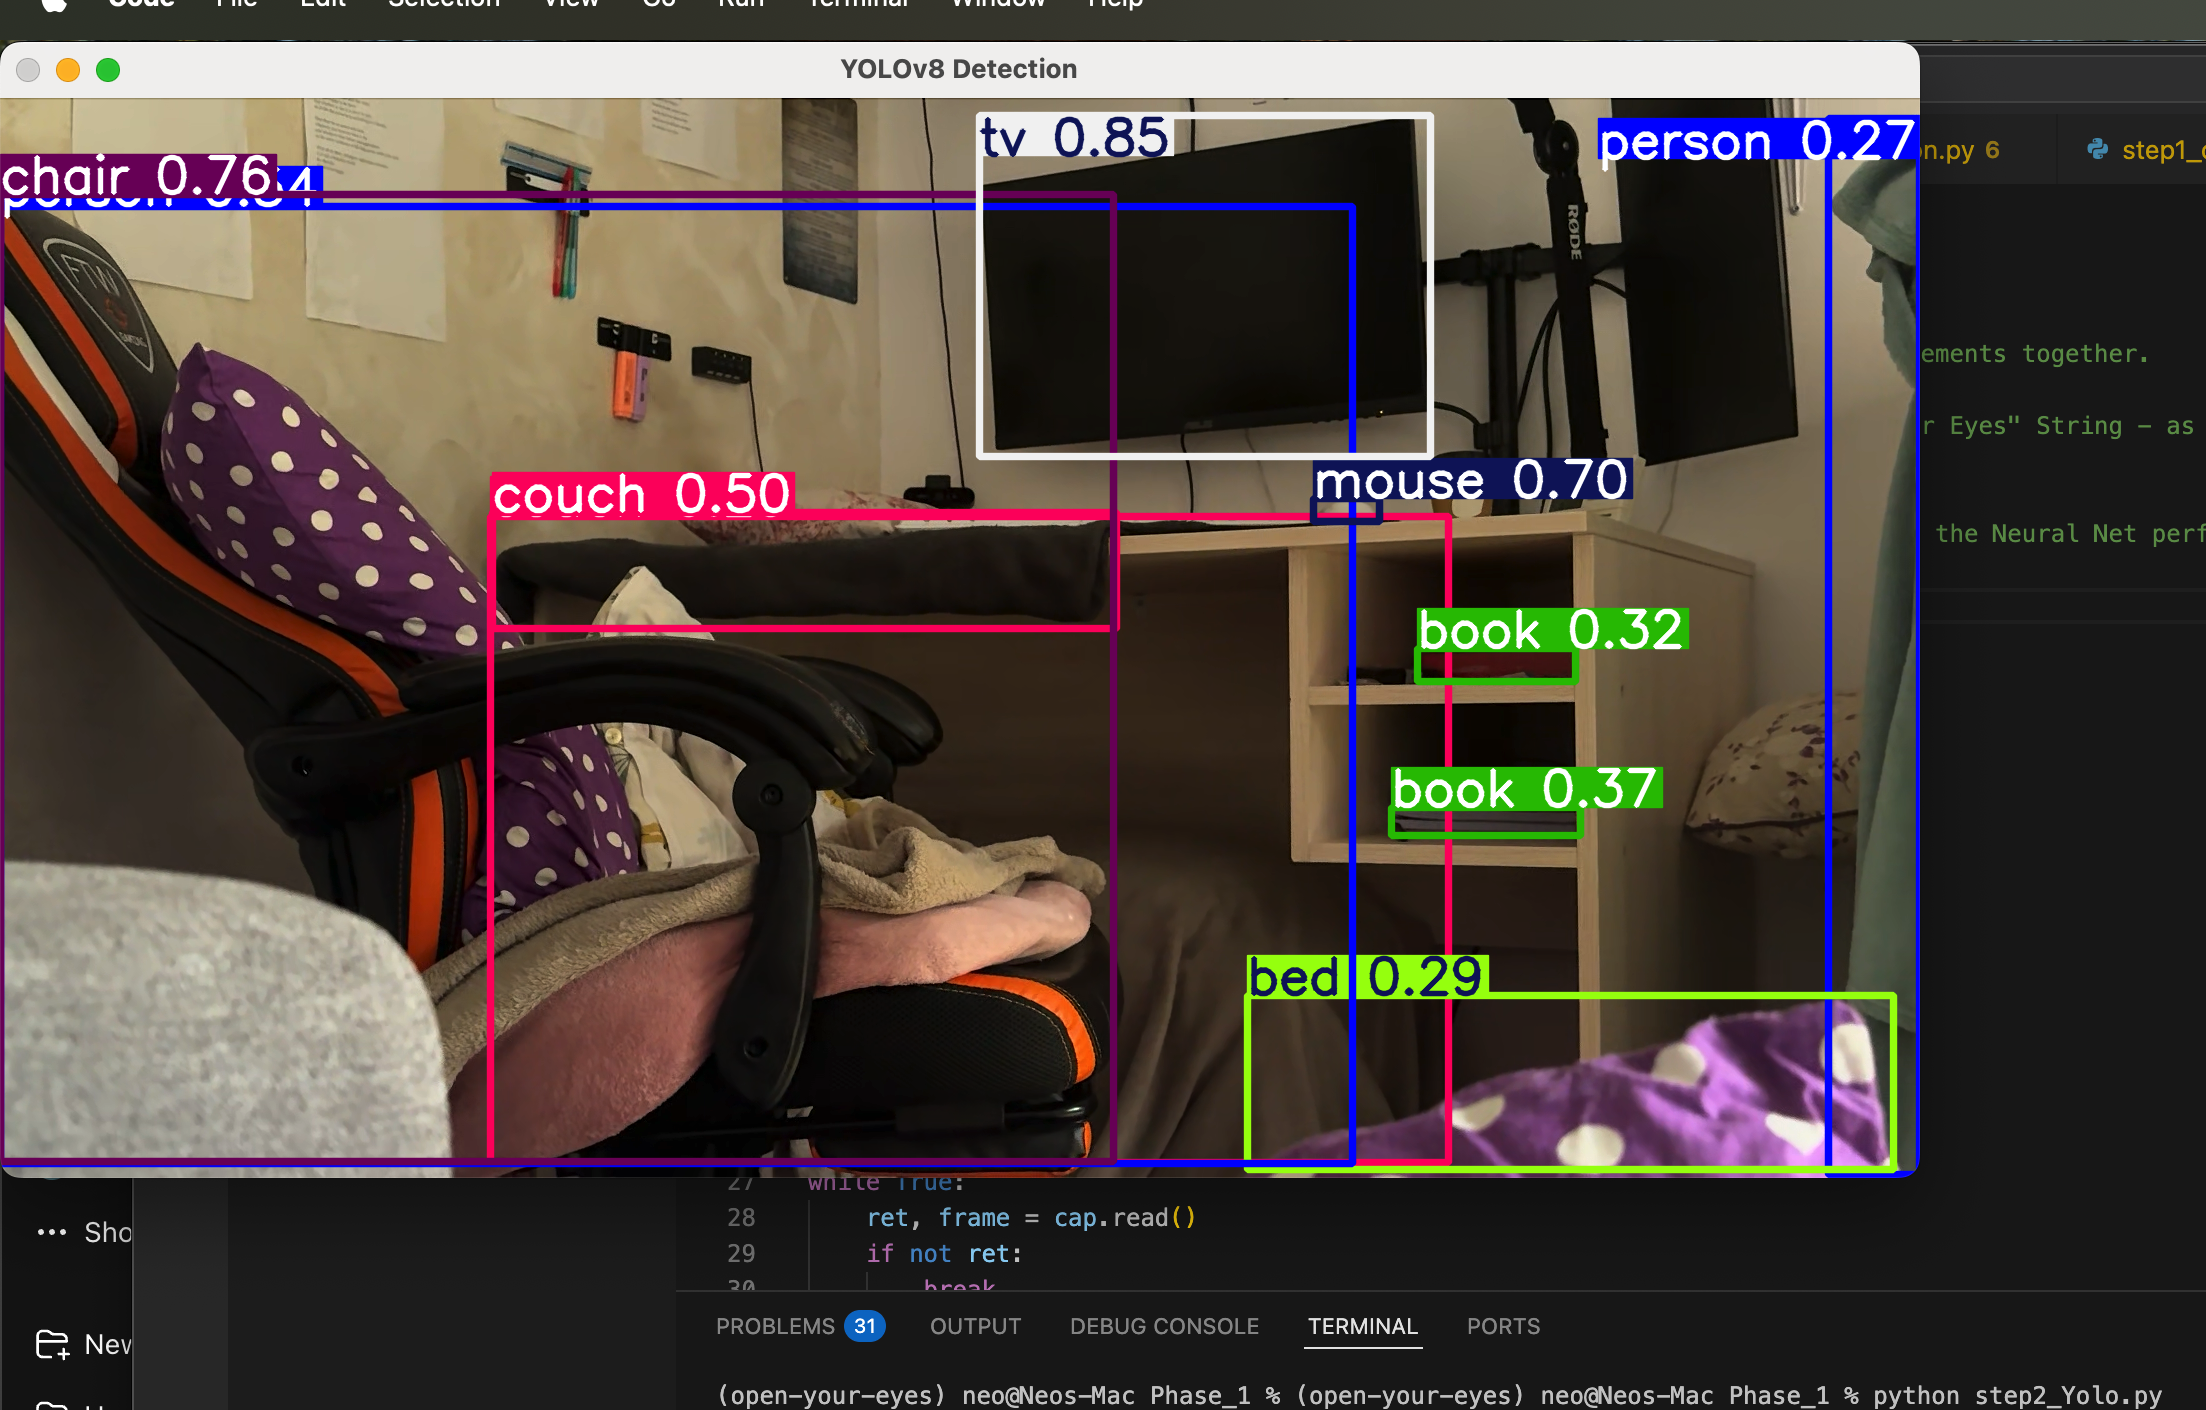 Code File Edit Selection View Go Run Terminal Window Help
YOLOv8 Detection
tv 0.85
person 0.27
chair 0.76
person
RØDE
FTW
GAMING
couch 0.50
mouse 0.70
book 0.32
book 0.37
bed 0.29
n.py 6
step1_
ements together.
r Eyes" String - as
the Neural Net perf
27 while True:
28 ret, frame = cap.read()
29 if not ret:
30 break
Sho
New
PROBLEMS 31 OUTPUT DEBUG CONSOLE TERMINAL PORTS
(open-your-eyes) neo@Neos-Mac Phase_1 % (open-your-eyes) neo@Neos-Mac Phase_1 % python step2_Yolo.py